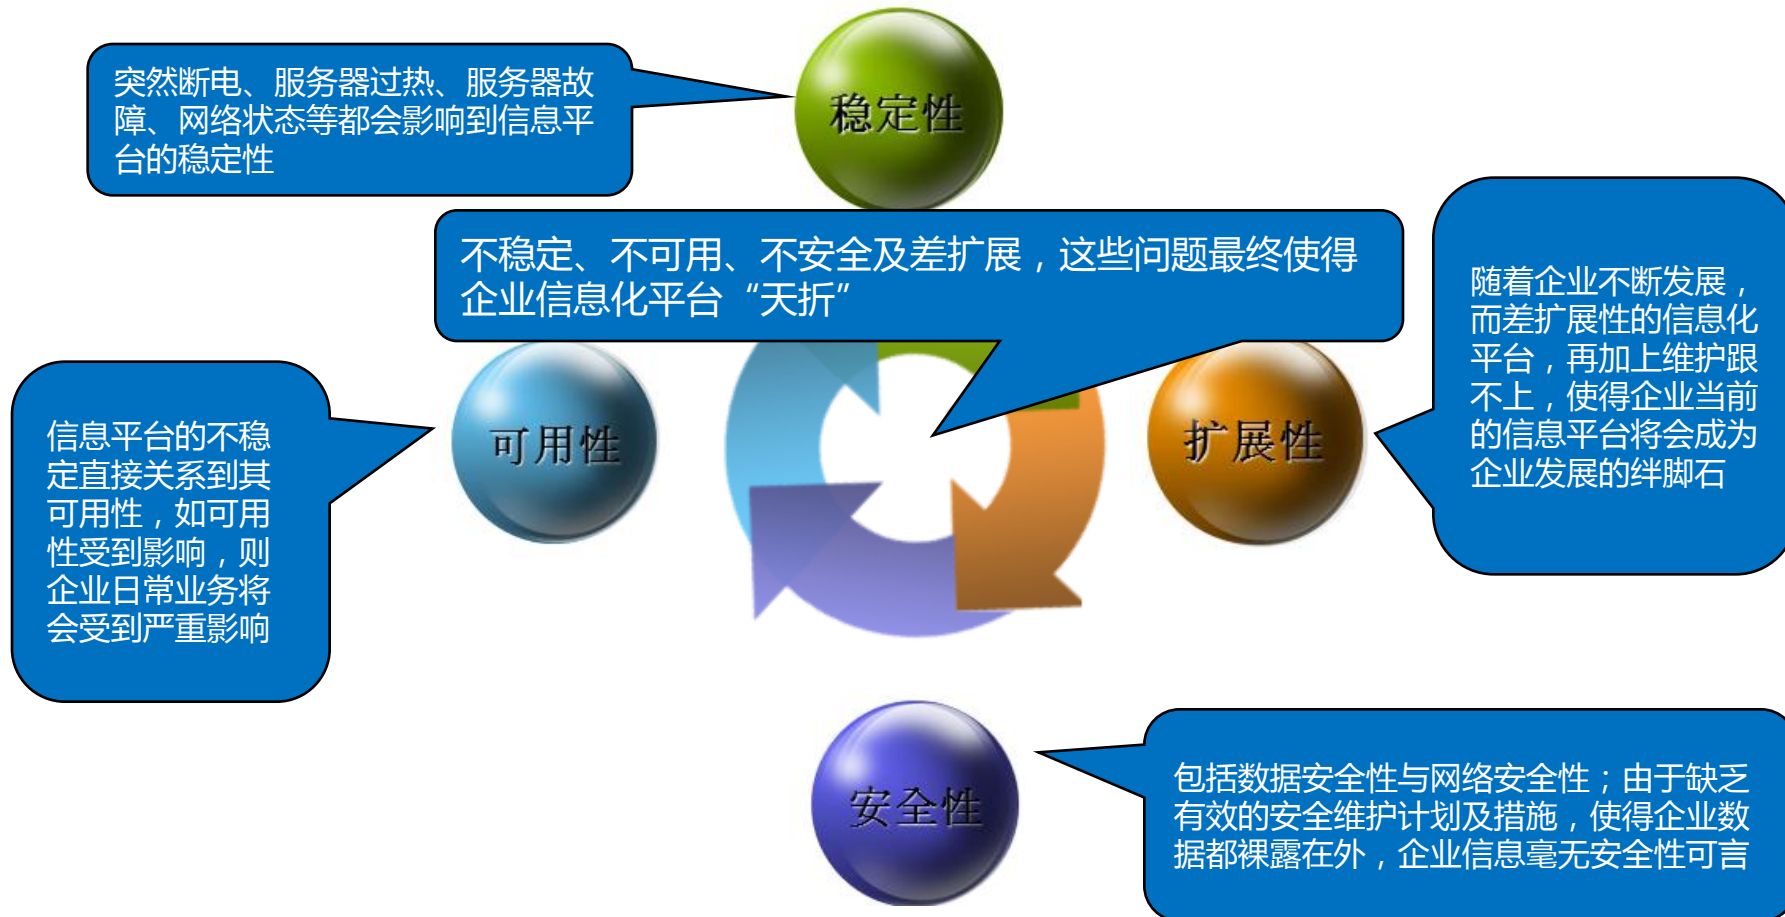 突然断电、服务器过热、服务器故
障、网络状态等都会影响到信息平
台的稳定性
稳定性
不稳定、不可用、不安全及差扩展，这些问题最终使得
企业信息化平台“夭折”
信息平台的不稳
定直接关系到其
可用性，如可用
性受到影响，则
企业日常业务将
会受到严重影响
可用性
扩展性
随着企业不断发展，
而差扩展性的信息化
平台，再加上维护跟
不上，使得企业当前
的信息平台将会成为
企业发展的绊脚石
安全性
包括数据安全性与网络安全性；由于缺乏
有效的安全维护计划及措施，使得企业数
据都裸露在外，企业信息毫无安全性可言